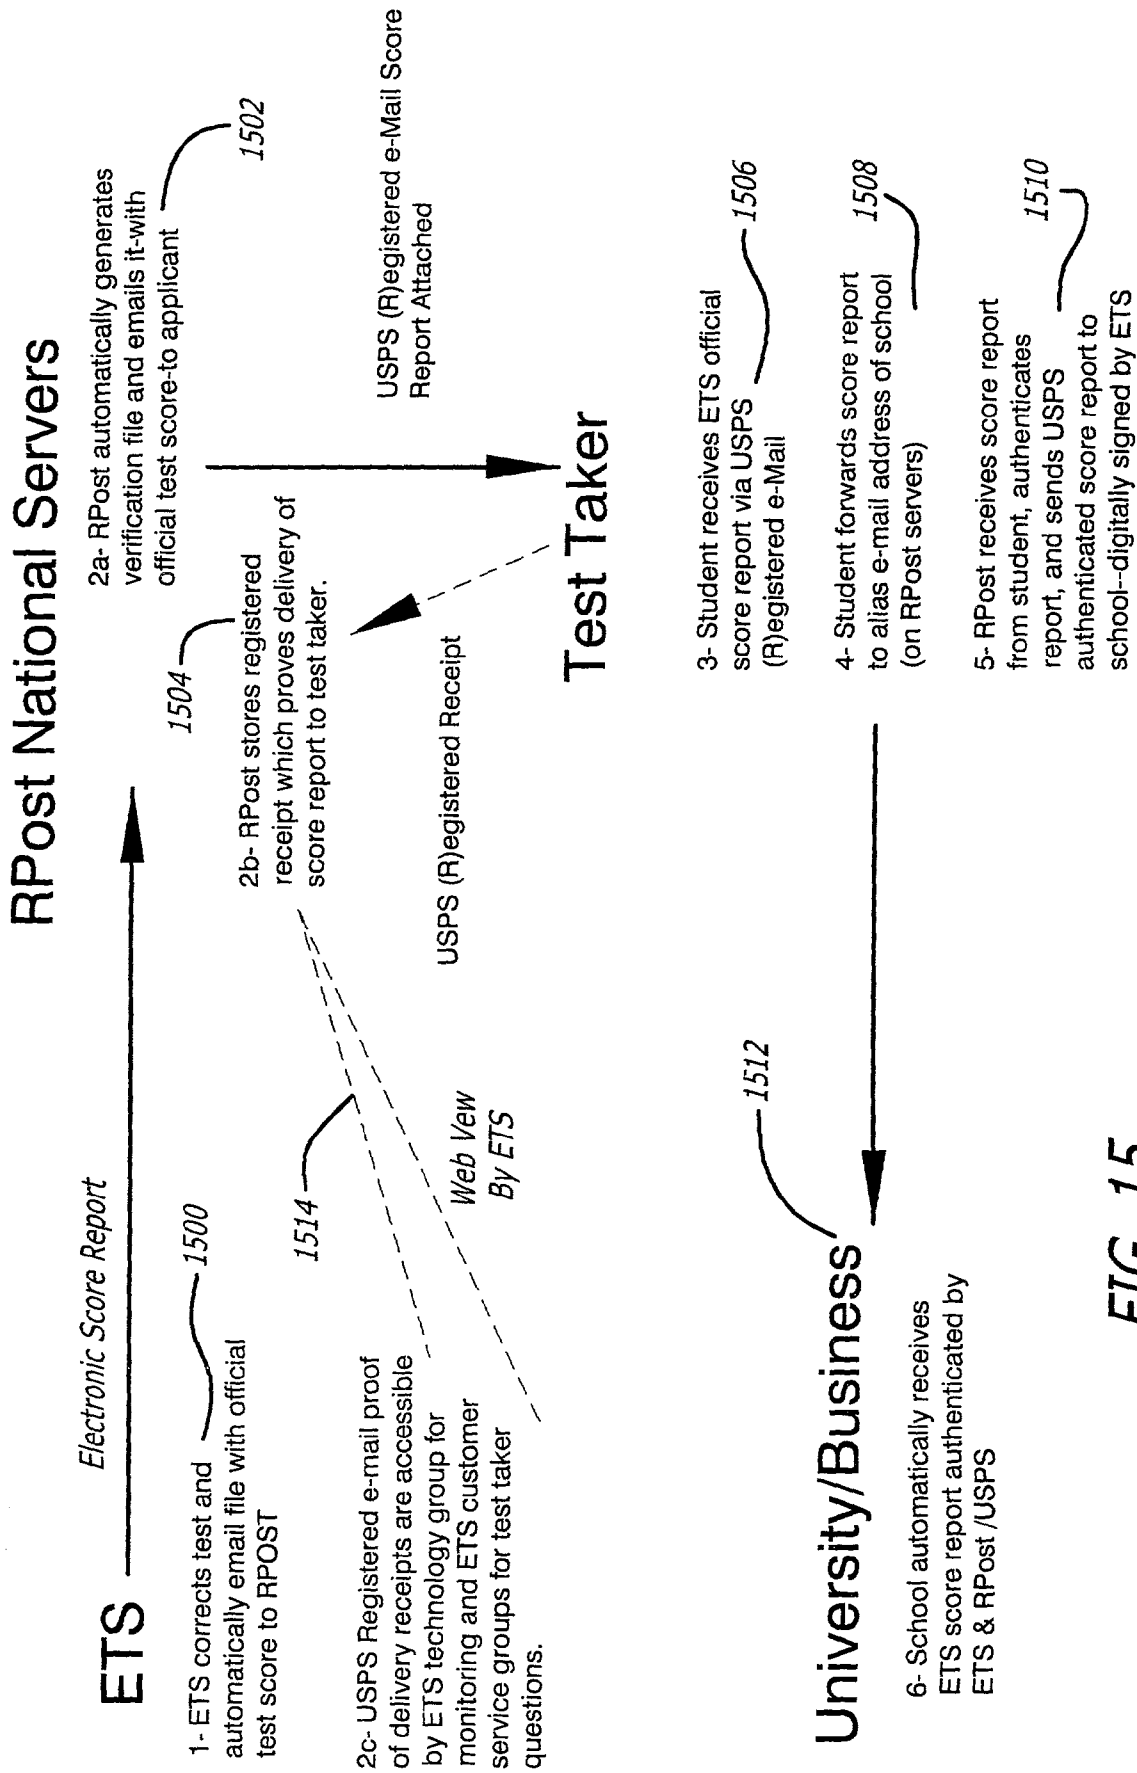 RPost National Servers
ETS
Electronic Score Report
1- ETS corrects test and
automatically email file with official
test score to RPOST
1500
2a- RPost automatically generates
verification file and emails it-with
official test score-to applicant
1502
1504
2b- RPost stores registered
receipt which proves delivery of
score report to test taker.
USPS (R)egistered e-Mail Score
Report Attached
1514
2c- USPS Registered e-mail proof
of delivery receipts are accessible
by ETS technology group for
monitoring and ETS customer
service groups for test taker
questions.
Web Vew
By ETS
USPS (R)egistered Receipt
Test Taker
3- Student receives ETS official
score report via USPS
(R)egistered e-Mail
1506
4- Student forwards score report
to alias e-mail address of school
(on RPost servers)
1508
5- RPost receives score report
from student, authenticates
report, and sends USPS
authenticated score report to
school--digitally signed by ETS
1510
1512
University/Business
6- School automatically receives
ETS score report authenticated by
ETS & RPost /USPS
FIG. 15